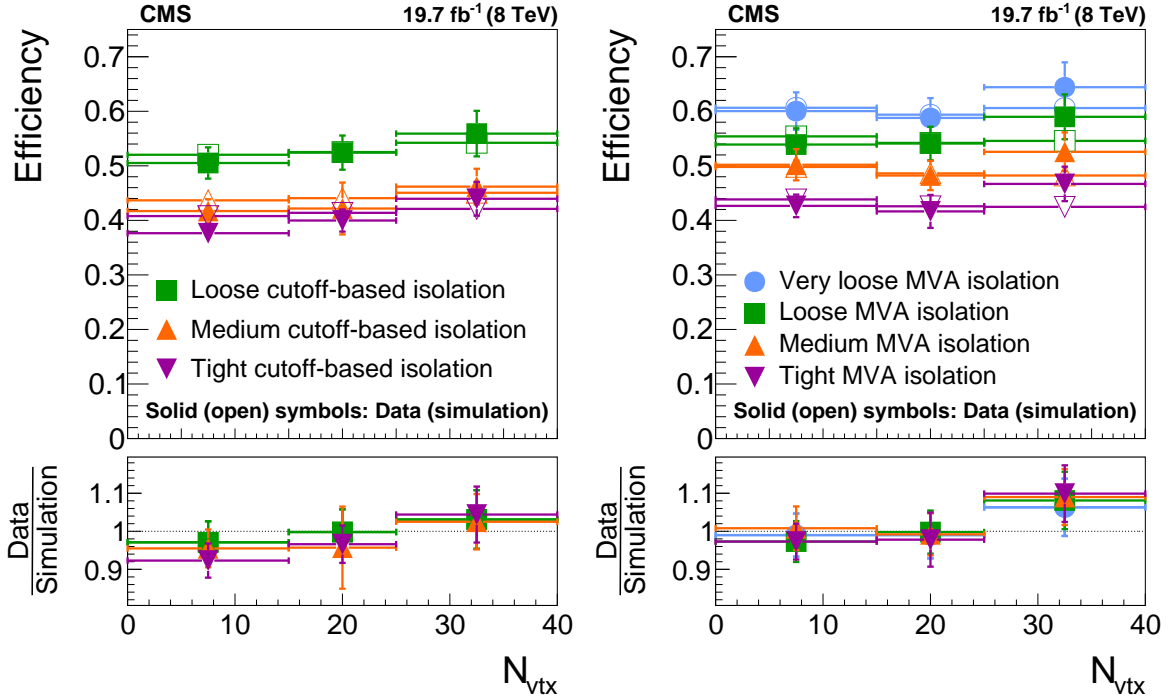 CMS 19.7 fb⁻¹ (8 TeV)
Efficiency
0.7
0.6
0.5
0.4
0.3
0.2
0.1
0
Loose cutoff-based isolation
Medium cutoff-based isolation
Tight cutoff-based isolation
Solid (open) symbols: Data (simulation)
Data
Simulation
1.1
1
0.9
0 10 20 30 40
N_vtx
CMS 19.7 fb⁻¹ (8 TeV)
Efficiency
0.7
0.6
0.5
0.4
0.3
0.2
0.1
0
Very loose MVA isolation
Loose MVA isolation
Medium MVA isolation
Tight MVA isolation
Solid (open) symbols: Data (simulation)
Data
Simulation
1.1
1
0.9
0 10 20 30 40
N_vtx